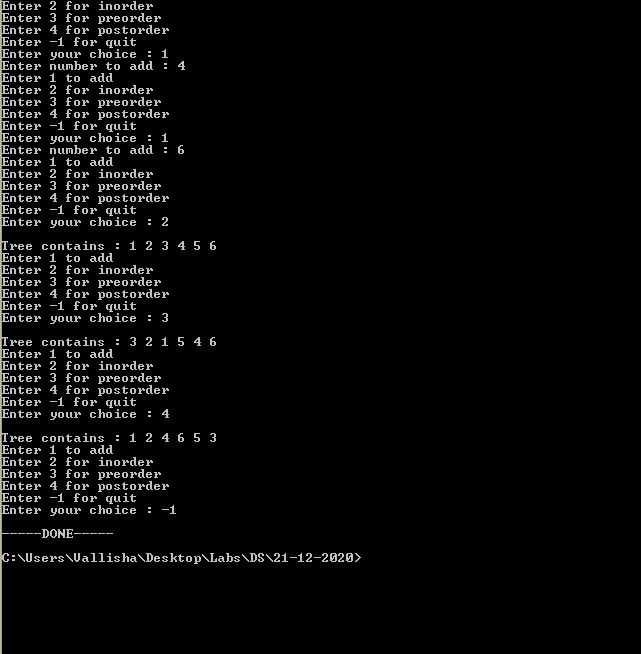 Enter 2 for inorder
Enter 3 for preorder
Enter 4 for postorder
Enter -1 for quit
Enter your choice : 1
Enter number to add : 4
Enter 1 to add
Enter 2 for inorder
Enter 3 for preorder
Enter 4 for postorder
Enter -1 for quit
Enter your choice : 1
Enter number to add : 6
Enter 1 to add
Enter 2 for inorder
Enter 3 for preorder
Enter 4 for postorder
Enter -1 for quit
Enter your choice : 2
Tree contains : 1 2 3 4 5 6
Enter 1 to add
Enter 2 for inorder
Enter 3 for preorder
Enter 4 for postorder
Enter -1 for quit
Enter your choice : 3
Tree contains : 3 2 1 5 4 6
Enter 1 to add
Enter 2 for inorder
Enter 3 for preorder
Enter 4 for postorder
Enter -1 for quit
Enter your choice : 4
Tree contains : 1 2 4 6 5 3
Enter 1 to add
Enter 2 for inorder
Enter 3 for preorder
Enter 4 for postorder
Enter -1 for quit
Enter your choice : -1
-----DONE-----
C:\Users\Vallisha\Desktop\Labs\DS\21-12-2020>